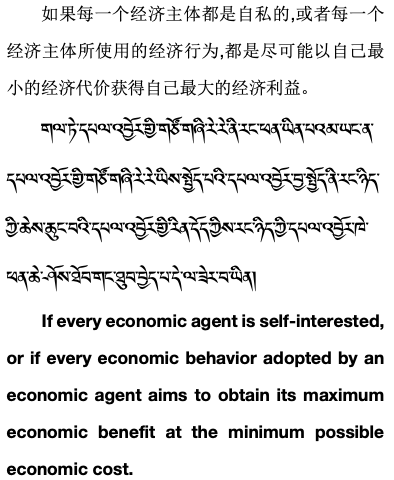 如果每一个经济主体都是自私的,或者每一个
经济主体所使用的经济行为,都是尽可能以自己最
小的经济代价获得自己最大的经济利益。
གལ་ཏེ་དཔལ་འབྱོར་གྱི་གཙོ་གཞི་རེ་རེ་ནི་རང་ཕན་ཡིན་པའམ་ཡང་ན་
དཔལ་འབྱོར་གྱི་གཙོ་གཞི་རེ་རེ་ཡིས་སྤྱོད་པའི་དཔལ་འབྱོར་བྱ་སྤྱོད་ནི་རང་ཉིད་
ཀྱི་ཆེས་ཆུང་བའི་དཔལ་འབྱོར་གྱི་རིན་དོད་ཀྱིས་རང་ཉིད་ཀྱི་དཔལ་འབྱོར་ཁེ་
ཕན་ཆེ་ཤོས་ཐོབ་གང་ཐུབ་བྱེད་པ་དེ་ལ་ཟེར་བ་ཡིན།
If every economic agent is self-interested,
or if every economic behavior adopted by an
economic agent aims to obtain its maximum
economic benefit at the minimum possible
economic cost.